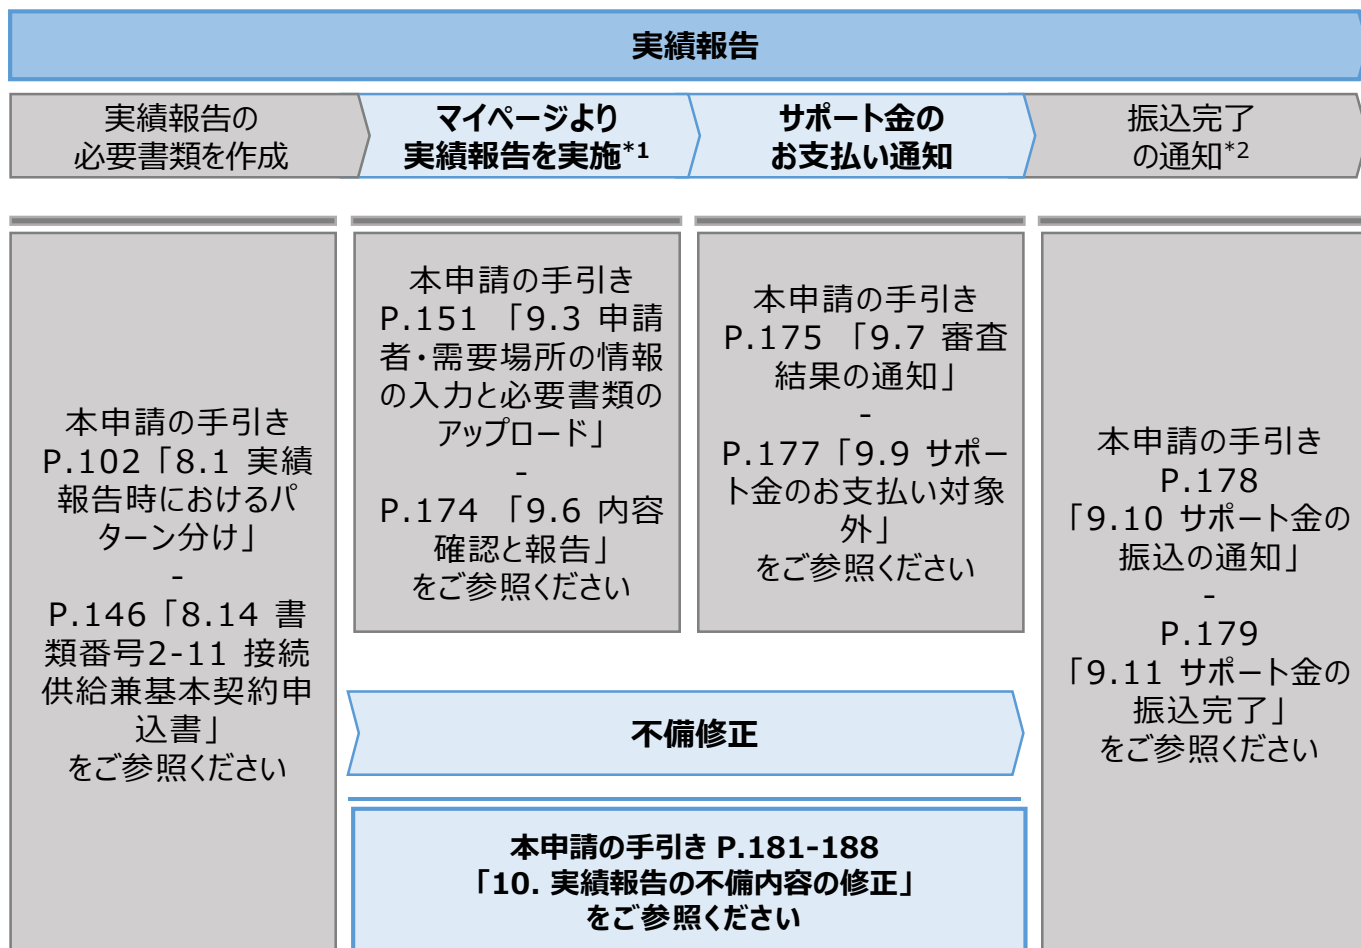 実績報告
実績報告の
必要書類を作成
マイページより
実績報告を実施*1
サポート金の
お支払い通知
振込完了
の通知*2
本申請の手引き
P.102「8.1 実績
報告時におけるパ
ターン分け」
-
P.146「8.14 書
類番号2-11 接続
供給兼基本契約申
込書」
をご参照ください
本申請の手引き
P.151 「9.3 申請
者・需要場所の情報
の入力と必要書類の
アップロード」
-
P.174 「9.6 内容
確認と報告」
をご参照ください
本申請の手引き
P.175 「9.7 審査
結果の通知」
-
P.177「9.9 サポー
ト金のお支払い対象
外」
をご参照ください
本申請の手引き
P.178
「9.10 サポート金の
振込の通知」
-
P.179
「9.11 サポート金の
振込完了」
をご参照ください
不備修正
本申請の手引き P.181-188
「10. 実績報告の不備内容の修正」
をご参照ください